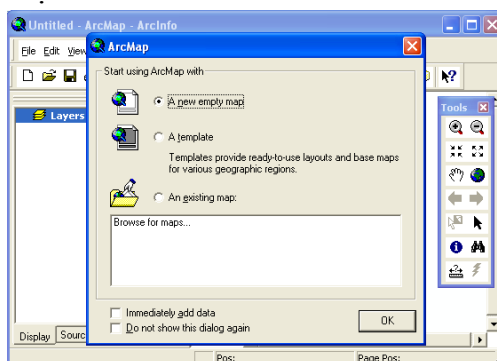 Untitled - ArcMap - ArcInfo
ArcMap
File Edit View
Start using ArcMap with
A new empty map
Layers
Tools
A template
Templates provide ready-to-use layouts and base maps
for various geographic regions.
An existing map:
Browse for maps...
Immediately add data
Do not show this dialog again
OK
Display Sourc
Pos: Page Pos: